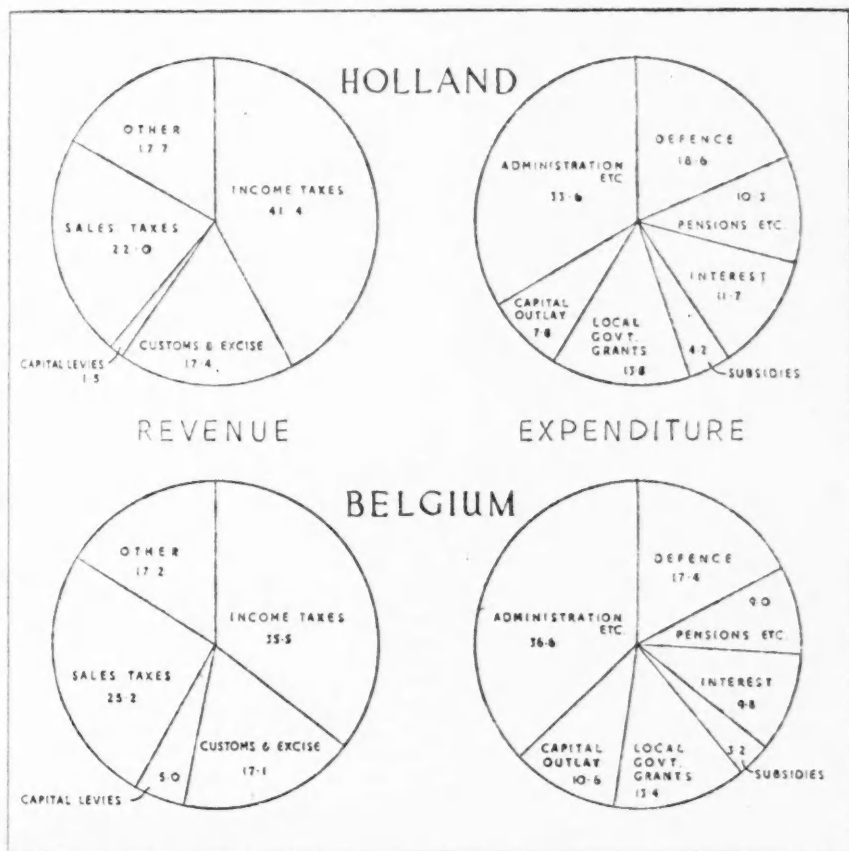 HOLLAND
OTHER
17·7
INCOME TAXES
41·4
SALES TAXES
22·0
CUSTOMS & EXCISE
17·4
CAPITAL LEVIES
1·5
DEFENCE
18·6
ADMINISTRATION
ETC
33·6
10·3
PENSIONS ETC.
INTEREST
11·7
CAPITAL
OUTLAY
7·8
LOCAL
GOVT.
GRANTS
13·8
4·2
SUBSIDIES
REVENUE
EXPENDITURE
BELGIUM
OTHER
17·2
INCOME TAXES
35·5
SALES TAXES
25·2
CUSTOMS & EXCISE
17·1
5·0
CAPITAL LEVIES
DEFENCE
17·4
ADMINISTRATION
ETC.
36·6
9·0
PENSIONS ETC.
INTEREST
9·8
CAPITAL
OUTLAY
10·6
LOCAL
GOVT.
GRANTS
13·4
3·2
SUBSIDIES